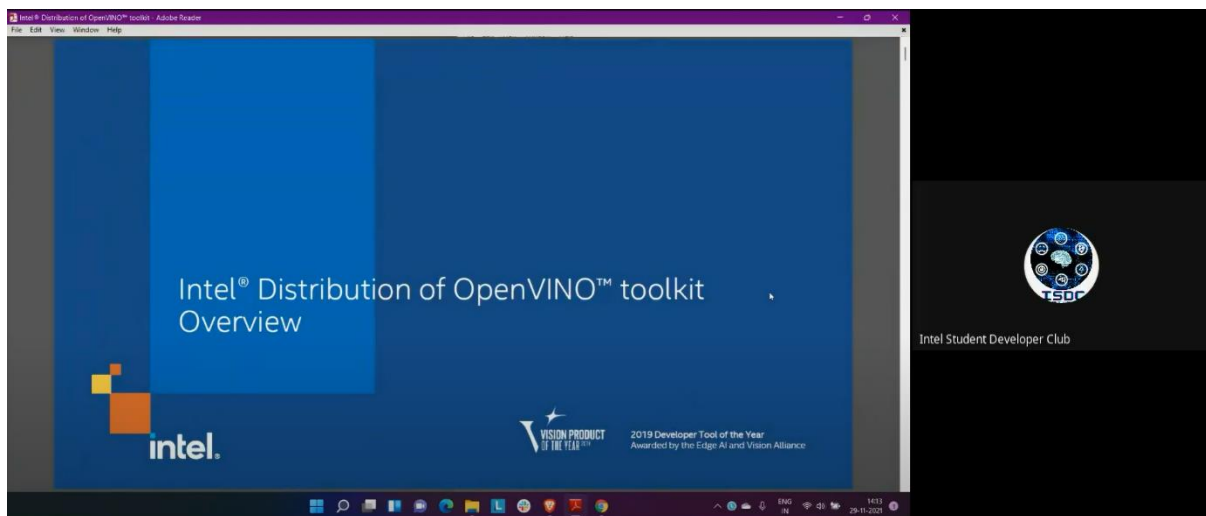 Intel® Distribution of OpenVINO™ toolkit - Adobe Reader
File Edit View Window Help
Intel® Distribution of OpenVINO™ toolkit
Overview
intel.
VISION PRODUCT
OF THE YEAR
2019 Developer Tool of the Year
Awarded by the Edge AI and Vision Alliance
ISDC
Intel Student Developer Club
ENG
IN
14:13
29-11-2021